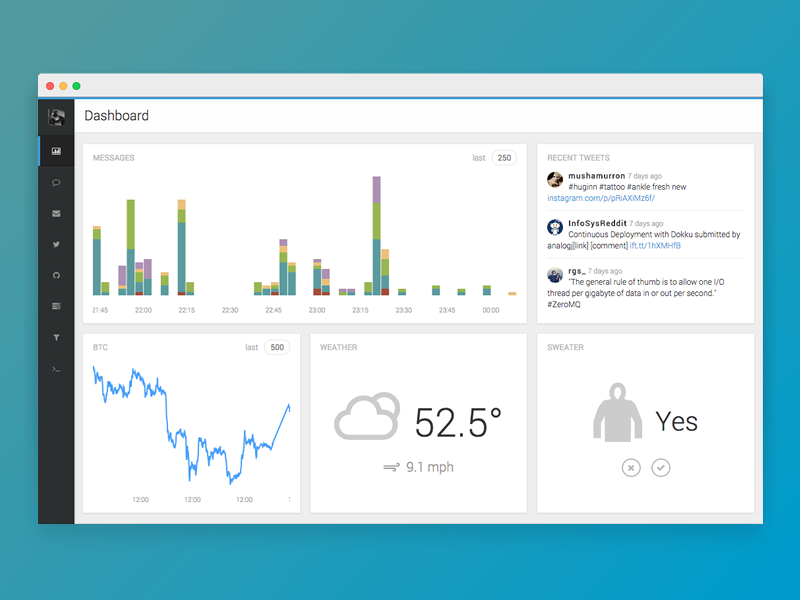 Dashboard
MESSAGES
last 250
21:45 22:00 22:15 22:30 22:45 23:00 23:15 23:30 23:45 00:00
RECENT TWEETS
mushamurron 7 days ago
#huginn #tattoo #ankle fresh new
instagram.com/p/pRiAXIMz6f/
InfoSysReddit 7 days ago
Continuous Deployment with Dokku submitted by
analoj[link] [comment] ift.tt/1hXMHfB
rgs_ 7 days ago
"The general rule of thumb is to allow one I/O
thread per gigabyte of data in or out per second."
#ZeroMQ
BTC
last 500
12:00 12:00 12:00
WEATHER
52.5°
9.1 mph
SWEATER
Yes